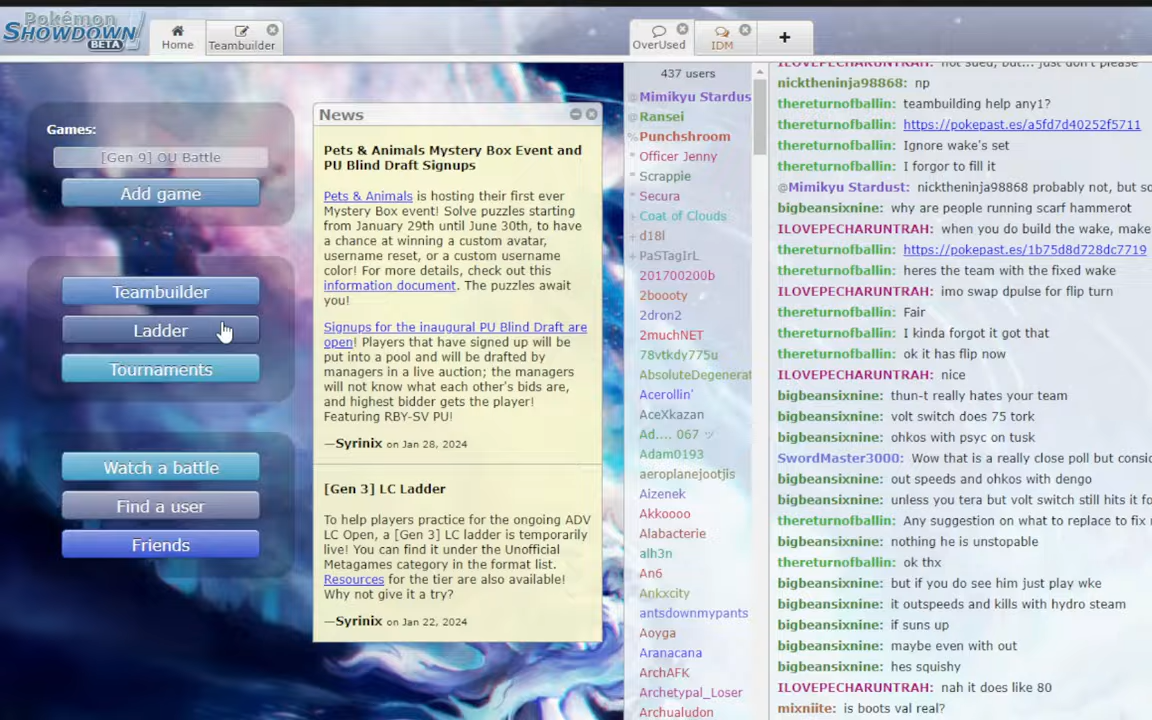 Pokémon
SHOWDOWN
BETA
Home
Teambuilder
OverUsed
IDM
+
Games:
[Gen 9] OU Battle
Add game
Teambuilder
Ladder
Tournaments
Watch a battle
Find a user
Friends
News
Pets & Animals Mystery Box Event and
PU Blind Draft Signups
Pets & Animals is hosting their first ever
Mystery Box event! Solve puzzles starting
from January 29th until June 30th, to have
a chance at winning a custom avatar,
username reset, or a custom username
color! For more details, check out this
information document. The puzzles await
you!
Signups for the inaugural PU Blind Draft are
open! Players that have signed up will be
put into a pool and will be drafted by
managers in a live auction; the managers
will not know what each other's bids are,
and highest bidder gets the player!
Featuring RBY-SV PU!
—Syrinix on Jan 28, 2024
[Gen 3] LC Ladder
To help players practice for the ongoing ADV
LC Open, a [Gen 3] LC ladder is temporarily
live! You can find it under the Unofficial
Metagames category in the format list.
Resources for the tier are also available!
Why not give it a try?
—Syrinix on Jan 22, 2024
437 users
@Mimikyu Stardus
@Ransei
%Punchshroom
* Officer Jenny
* Scrappie
* Secura
+ Coat of Clouds
+ d18l
+ PaSTagIrL
201700200b
2boooty
2dron2
2muchNET
78vtkdy775u
AbsoluteDegenerat
Acerollin'
AceXkazan
Ad.... 067 ッ
Adam0193
aeroplanejootjis
Aizenek
Akkoooo
Alabacterie
alh3n
An6
Ankxcity
antsdownmypants
Aoyga
Aranacana
ArchAFK
Archetypal_Loser
Archualudon
ILOVEPECHARUNTRAH: not sued, but... just don't please
nicktheninja98868: np
thereturnofballin: teambuilding help any1?
thereturnofballin: https://pokepast.es/a5fd7d40252f5711
thereturnofballin: Ignore wake's set
thereturnofballin: I forgor to fill it
@Mimikyu Stardust: nicktheninja98868 probably not, but so
bigbeansixnine: why are people running scarf hammerot
ILOVEPECHARUNTRAH: when you do build the wake, make
thereturnofballin: https://pokepast.es/1b75d8d728dc7719
thereturnofballin: heres the team with the fixed wake
ILOVEPECHARUNTRAH: imo swap dpulse for flip turn
thereturnofballin: Fair
thereturnofballin: I kinda forgot it got that
thereturnofballin: ok it has flip now
ILOVEPECHARUNTRAH: nice
bigbeansixnine: thun-t really hates your team
bigbeansixnine: volt switch does 75 tork
bigbeansixnine: ohkos with psyc on tusk
SwordMaster3000: Wow that is a really close poll but consid
bigbeansixnine: out speeds and ohkos with dengo
bigbeansixnine: unless you tera but volt switch still hits it fo
thereturnofballin: Any suggestion on what to replace to fix m
bigbeansixnine: nothing he is unstopable
thereturnofballin: ok thx
bigbeansixnine: but if you do see him just play wke
bigbeansixnine: it outspeeds and kills with hydro steam
bigbeansixnine: if suns up
bigbeansixnine: maybe even with out
bigbeansixnine: hes squishy
ILOVEPECHARUNTRAH: nah it does like 80
mixniite: is boots val real?